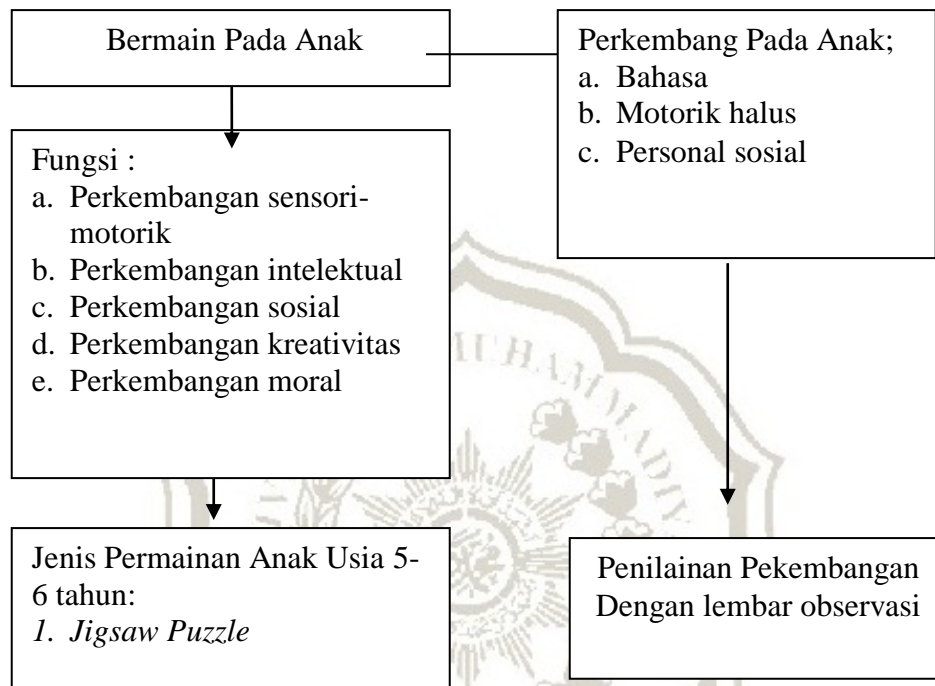 Bermain Pada Anak
Perkembang Pada Anak;
a. Bahasa
b. Motorik halus
c. Personal sosial
Fungsi :
a. Perkembangan sensori-
motorik
b. Perkembangan intelektual
c. Perkembangan sosial
d. Perkembangan kreativitas
e. Perkembangan moral
Jenis Permainan Anak Usia 5-
6 tahun:
1. Jigsaw Puzzle
Penilainan Pekembangan
Dengan lembar observasi